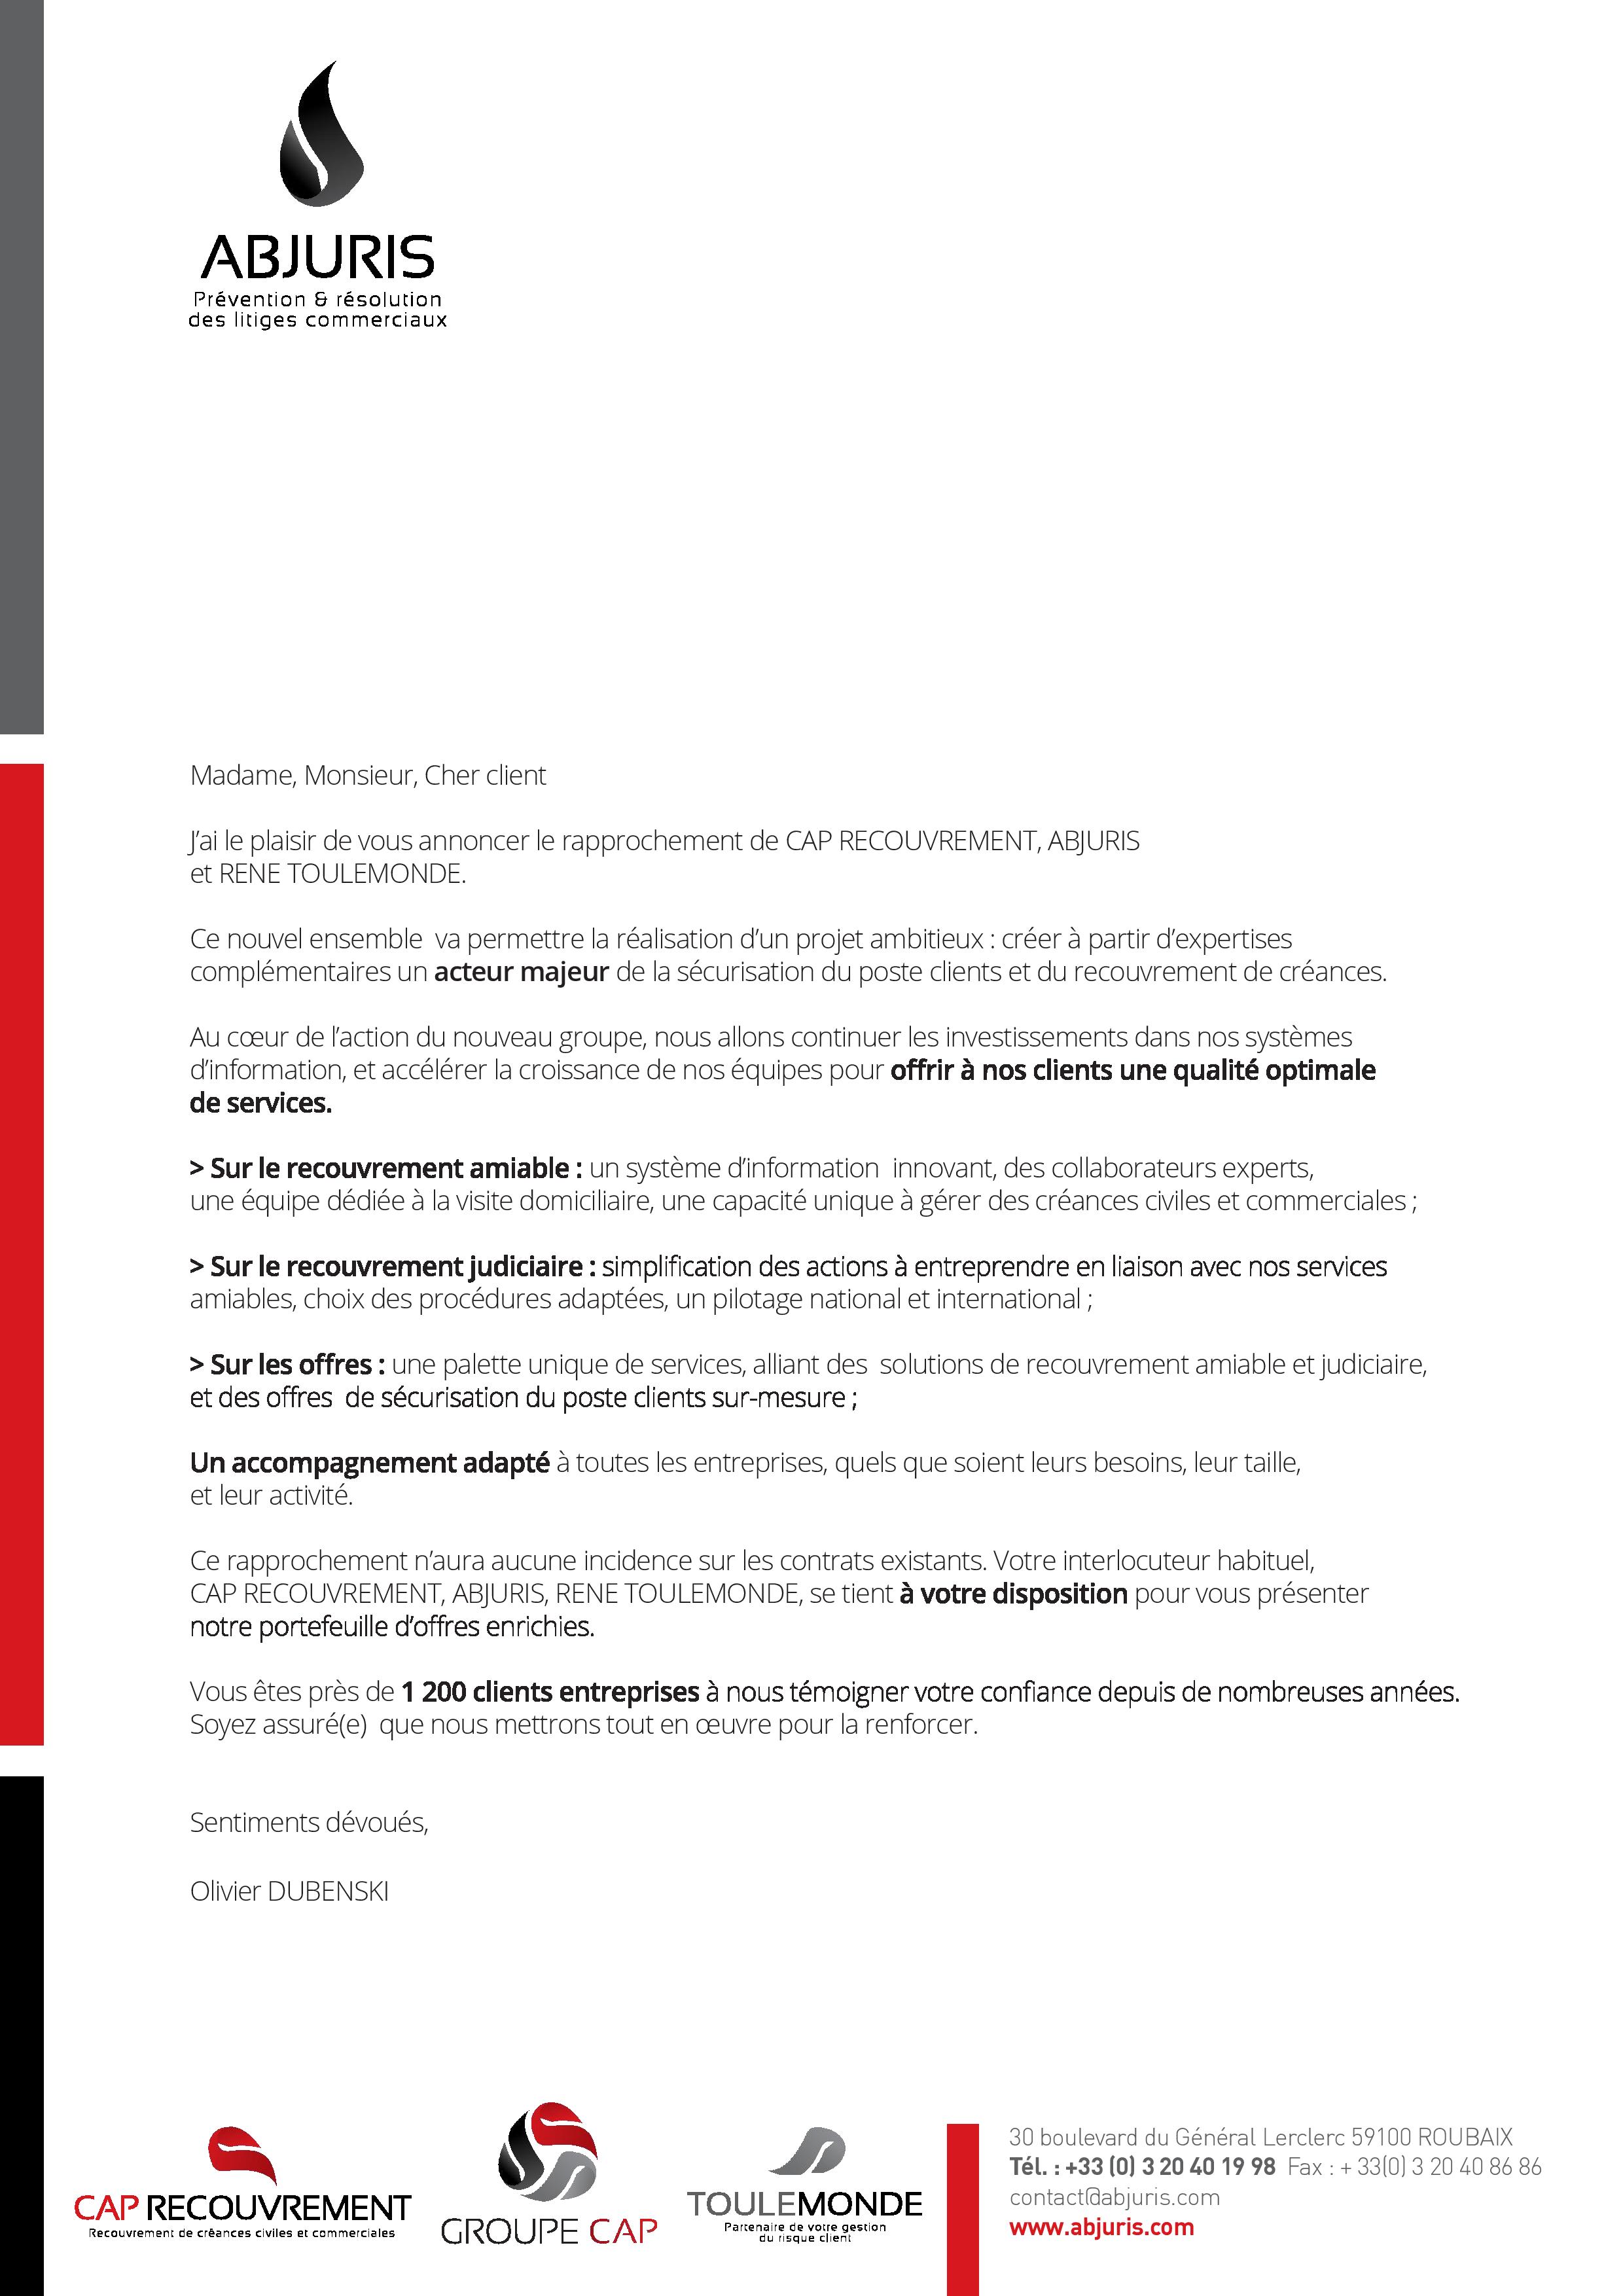 ABJURIS
Prévention & résolution
des litiges commerciaux
Madame, Monsieur, Cher client
J’ai le plaisir de vous annoncer le rapprochement de CAP RECOUVREMENT, ABJURIS
et RENE TOULEMONDE.
Ce nouvel ensemble  va permettre la réalisation d’un projet ambitieux : créer à partir d’expertises
complémentaires un acteur majeur de la sécurisation du poste clients et du recouvrement de créances.
Au cœur de l’action du nouveau groupe, nous allons continuer les investissements dans nos systèmes
d’information, et accélérer la croissance de nos équipes pour offrir à nos clients une qualité optimale
de services.
> Sur le recouvrement amiable : un système d’information  innovant, des collaborateurs experts,
une équipe dédiée à la visite domiciliaire, une capacité unique à gérer des créances civiles et commerciales ;
> Sur le recouvrement judiciaire : simplification des actions à entreprendre en liaison avec nos services
amiables, choix des procédures adaptées, un pilotage national et international ;
> Sur les offres : une palette unique de services, alliant des  solutions de recouvrement amiable et judiciaire,
et des offres  de sécurisation du poste clients sur-mesure ;
Un accompagnement adapté à toutes les entreprises, quels que soient leurs besoins, leur taille,
et leur activité.
Ce rapprochement n’aura aucune incidence sur les contrats existants. Votre interlocuteur habituel,
CAP RECOUVREMENT, ABJURIS, RENE TOULEMONDE, se tient à votre disposition pour vous présenter
notre portefeuille d’offres enrichies.
Vous êtes près de 1 200 clients entreprises à nous témoigner votre confiance depuis de nombreuses années.
Soyez assuré(e)  que nous mettrons tout en œuvre pour la renforcer.
Sentiments dévoués,
Olivier DUBENSKI
CAP RECOUVREMENT
Recouvrement de créances civiles et commerciales
GROUPE CAP
TOULEMONDE
Partenaire de votre gestion
du risque client
30 boulevard du Général Lerclerc 59100 ROUBAIX
Tél. : +33 (0) 3 20 40 19 98  Fax : + 33(0) 3 20 40 86 86
contact@abjuris.com
www.abjuris.com